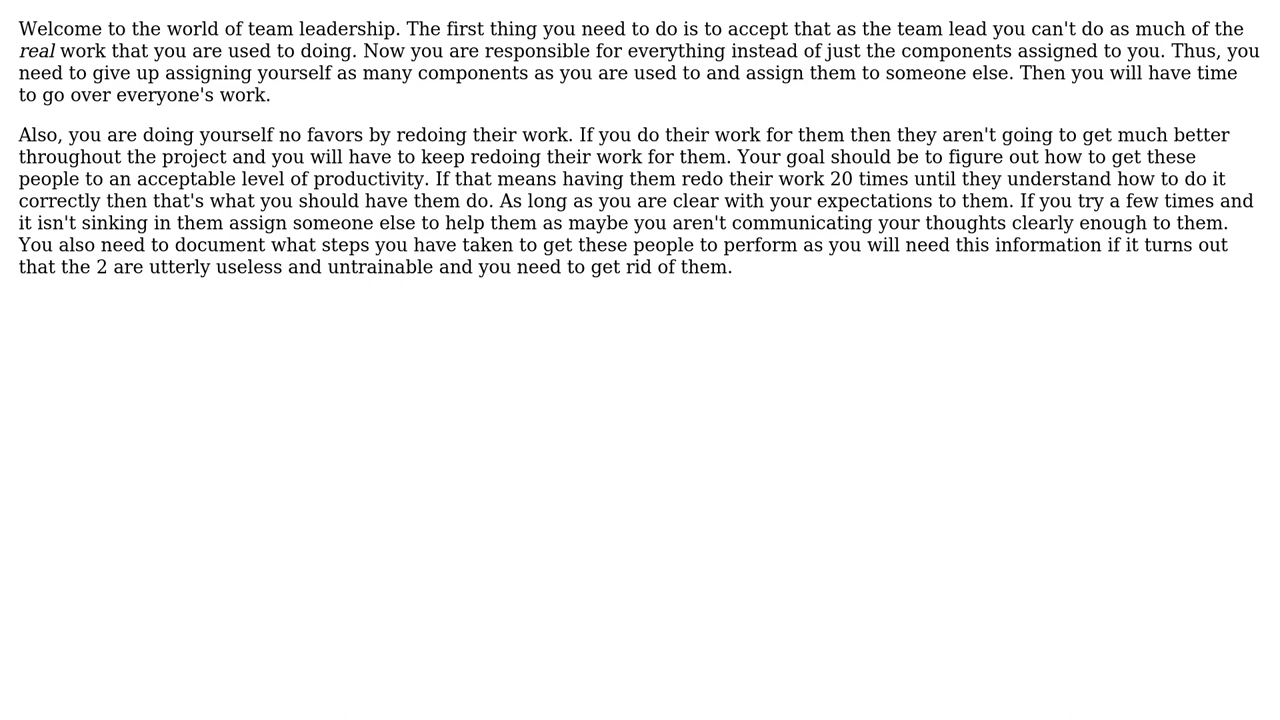 Welcome to the world of team leadership. The first thing you need to do is to accept that as the team lead you can't do as much of the
real work that you are used to doing. Now you are responsible for everything instead of just the components assigned to you. Thus, you
need to give up assigning yourself as many components as you are used to and assign them to someone else. Then you will have time
to go over everyone's work.
Also, you are doing yourself no favors by redoing their work. If you do their work for them then they aren't going to get much better
throughout the project and you will have to keep redoing their work for them. Your goal should be to figure out how to get these
people to an acceptable level of productivity. If that means having them redo their work 20 times until they understand how to do it
correctly then that's what you should have them do. As long as you are clear with your expectations to them. If you try a few times and
it isn't sinking in them assign someone else to help them as maybe you aren't communicating your thoughts clearly enough to them.
You also need to document what steps you have taken to get these people to perform as you will need this information if it turns out
that the 2 are utterly useless and untrainable and you need to get rid of them.